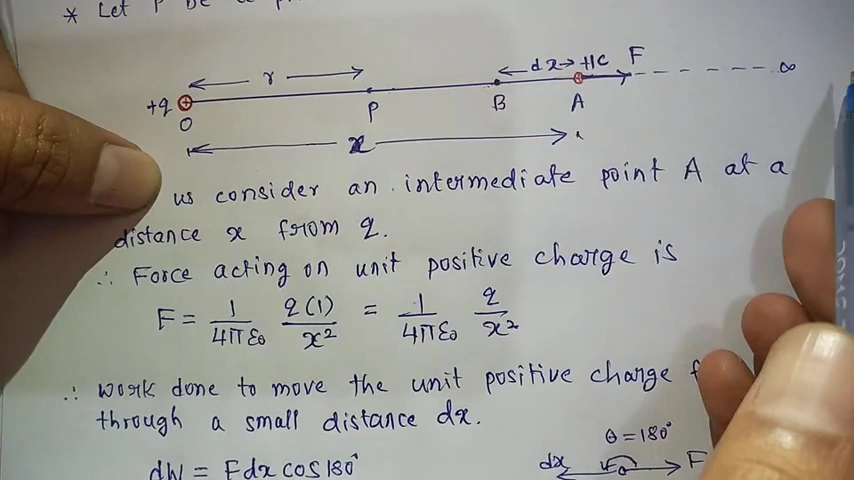 * Let P be a
r dx→ +1C F
+q O P B A ∞
x
us consider an intermediate point A at a
distance x from q.
∴ Force acting on unit positive charge is
F = 1/4πε₀ q(1)/x² = 1/4πε₀ q/x²
∴ work done to move the unit positive charge
through a small distance dx.
θ = 180°
dW = Fdx cos 180° dx F